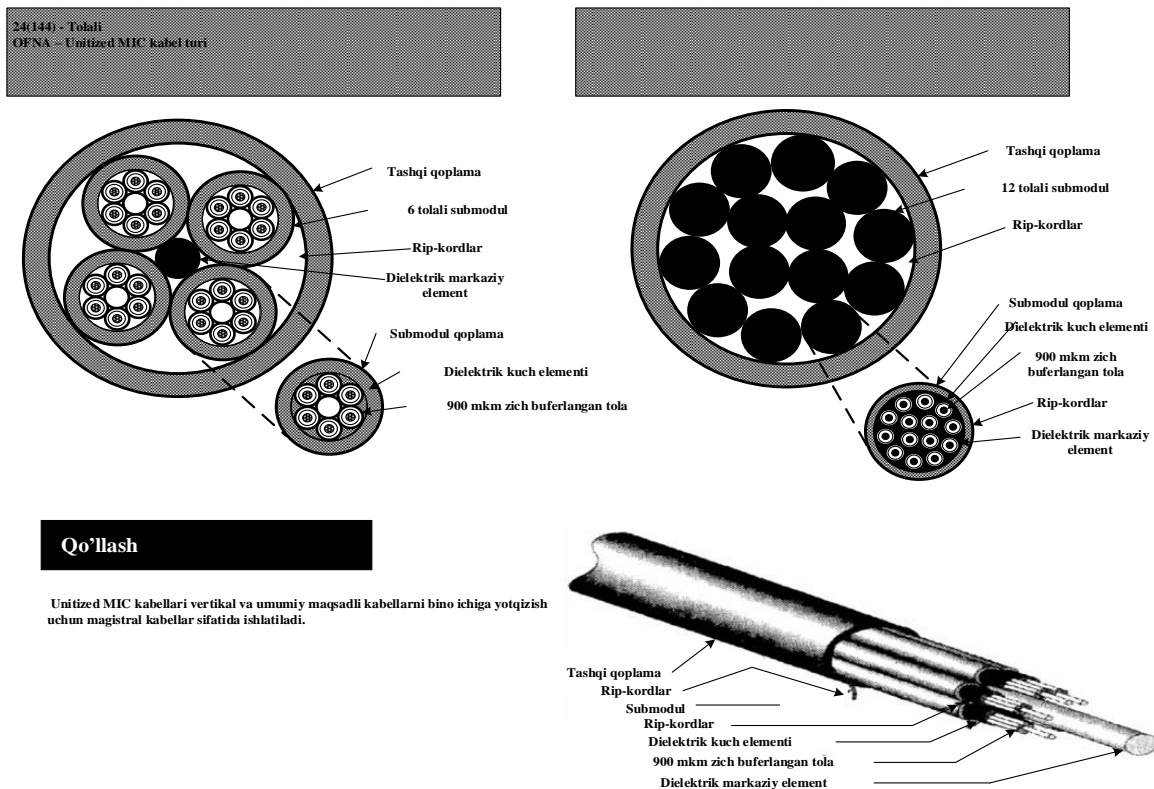 24(144) - Tolali
OFNA – Unitized MIC kabel turi
Tashqi qoplama
6 tolali submodul
Rip-kordlar
Dielektrik markaziy
element
Submodul qoplama
Dielektrik kuch elementi
900 mkm zich buferlangan tola
Tashqi qoplama
12 tolali submodul
Rip-kordlar
Submodul qoplama
Dielektrik kuch elementi
900 mkm zich
buferlangan tola
Rip-kordlar
Dielektrik markaziy
element
Qo’llash
Unitized MIC kabellari vertikal va umumiy maqsadli kabellarni bino ichiga yotqizish
uchun magistral kabellar sifatida ishlatiladi.
Tashqi qoplama
Rip-kordlar
Submodul
Rip-kordlar
Dielektrik kuch elementi
900 mkm zich buferlangan tola
Dielektrik markaziy element